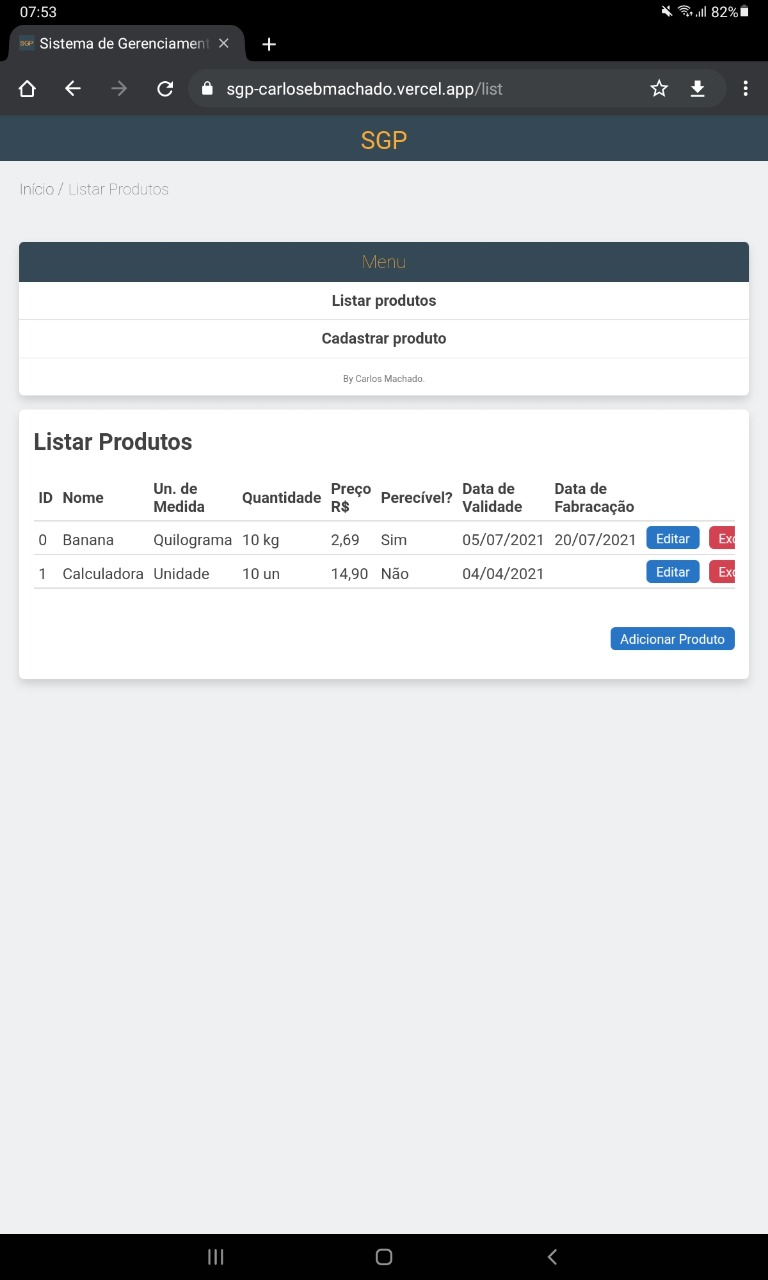 07:53
82%
SGP
Sistema de Gerenciament
sgp-carlosebmachado.vercel.app/list
SGP
Início / Listar Produtos
Menu
Listar produtos
Cadastrar produto
By Carlos Machado.
Listar Produtos
ID Nome Un. de Medida Quantidade Preço R$ Perecível? Data de Validade Data de Fabracação
0 Banana Quilograma 10 kg 2,69 Sim 05/07/2021 20/07/2021 Editar Exc
1 Calculadora Unidade 10 un 14,90 Não 04/04/2021 Editar Exc
Adicionar Produto